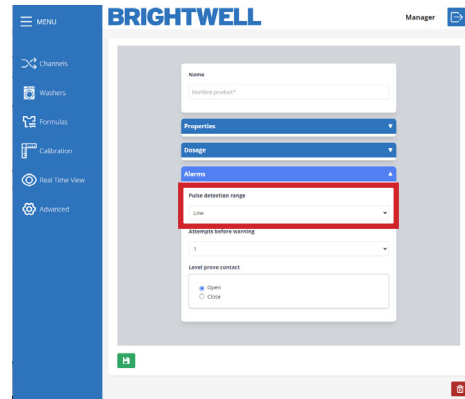 MENU
BRIGHTWELL
Manager
Channels
Washers
Formulas
Calibration
Real Time View
Advanced
Name
Nombre product*
Properties
Dosage
Alarms
Pulse detection range
Low
Attempts before warning
1
Level prove contact
Open
Close